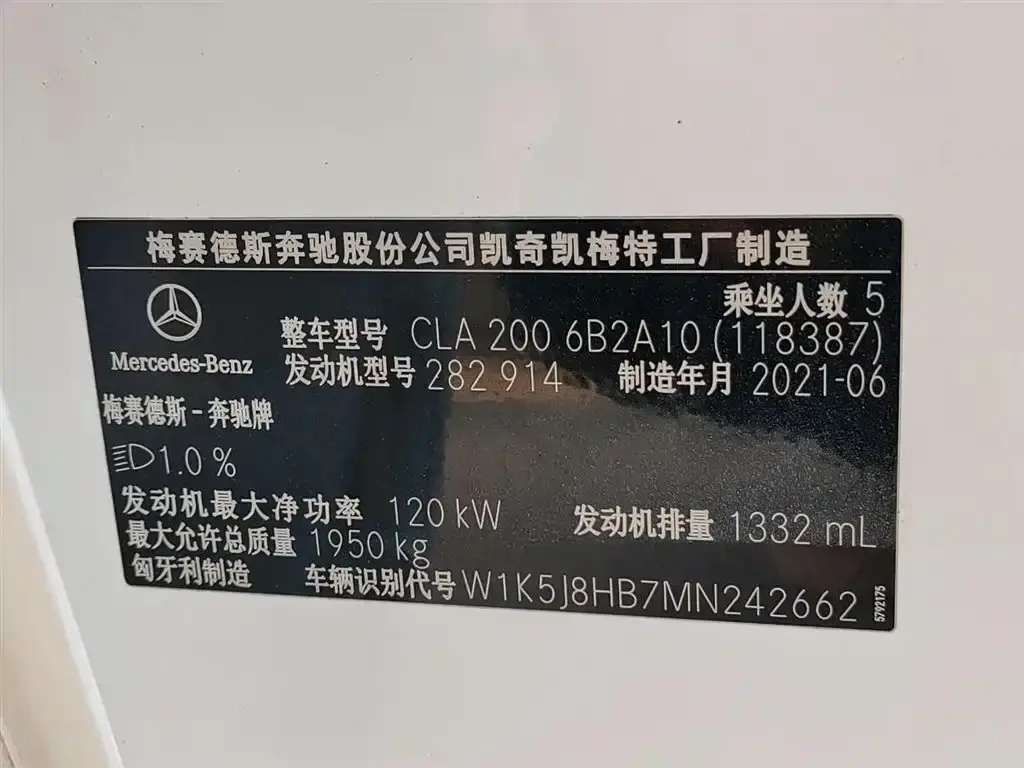 梅赛德斯奔驰股份公司凯奇凯梅特工厂制造
乘坐人数 5
Mercedes-Benz
整车型号 CLA 200 6B2A10 (118387)
发动机型号 282 914 制造年月 2021-06
梅赛德斯-奔驰牌
1.0 %
发动机最大净功率 120 kW 发动机排量 1332 mL
最大允许总质量 1950 kg
匈牙利制造 车辆识别代号 W1K5J8HB7MN242662
5792175